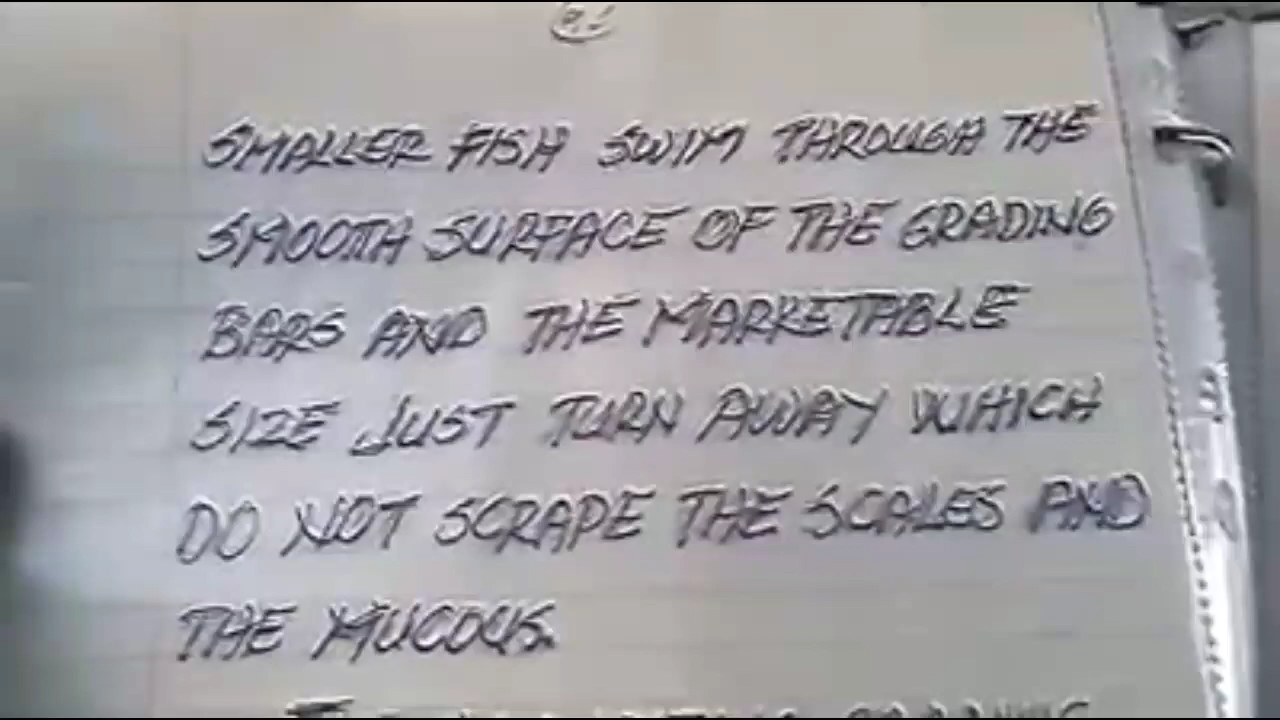 SMALLER FISH SWIM THROUGH THE
SMOOTH SURFACE OF THE GRADING
BARS AND THE MARKETABLE
SIZE JUST TURN AWAY WHICH
DO NOT SCRAPE THE SCALES AND
THE MUCOUS.